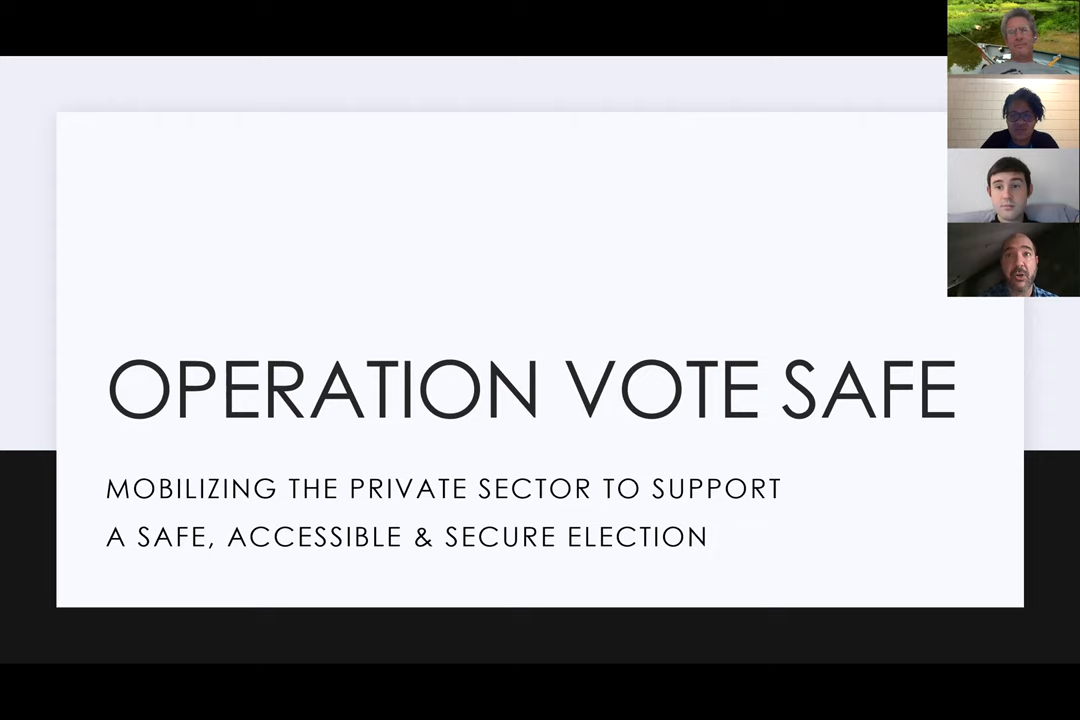 OPERATION VOTE SAFE
MOBILIZING THE PRIVATE SECTOR TO SUPPORT
A SAFE, ACCESSIBLE & SECURE ELECTION